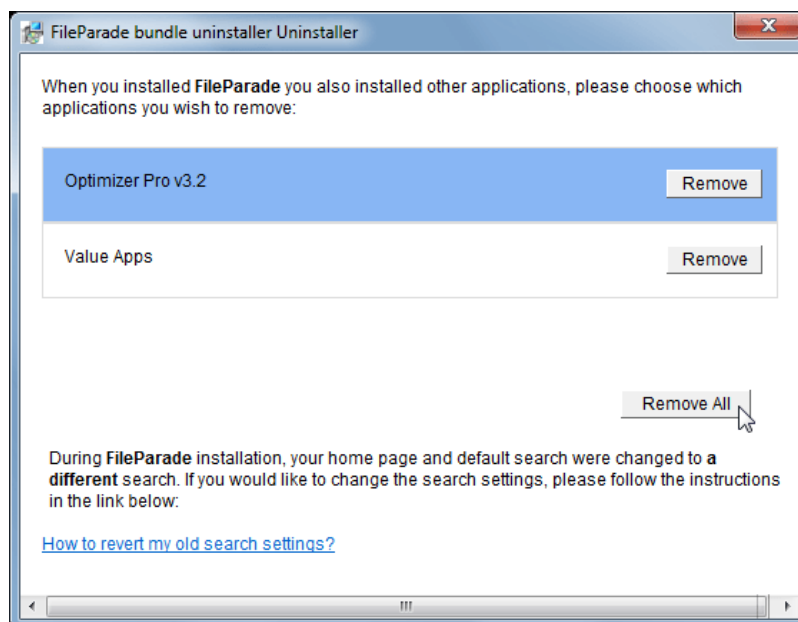 FileParade bundle uninstaller Uninstaller
When you installed FileParade you also installed other applications, please choose which
applications you wish to remove:
Optimizer Pro v3.2
Remove
Value Apps
Remove
Remove All
During FileParade installation, your home page and default search were changed to a
different search. If you would like to change the search settings, please follow the instructions
in the link below:
How to revert my old search settings?